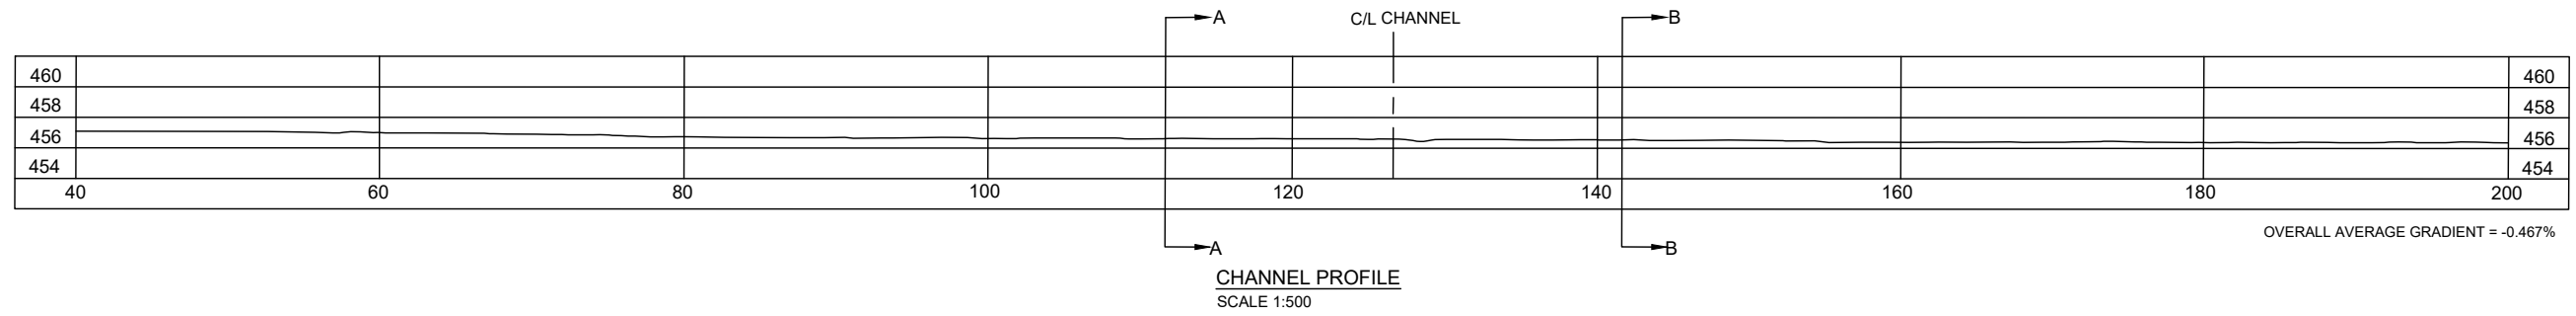 A C/L CHANNEL B
460 460
458 458
456 456
454 454
40 60 80 100 120 140 160 180 200
OVERALL AVERAGE GRADIENT = -0.467%
A B
CHANNEL PROFILE
SCALE 1:500